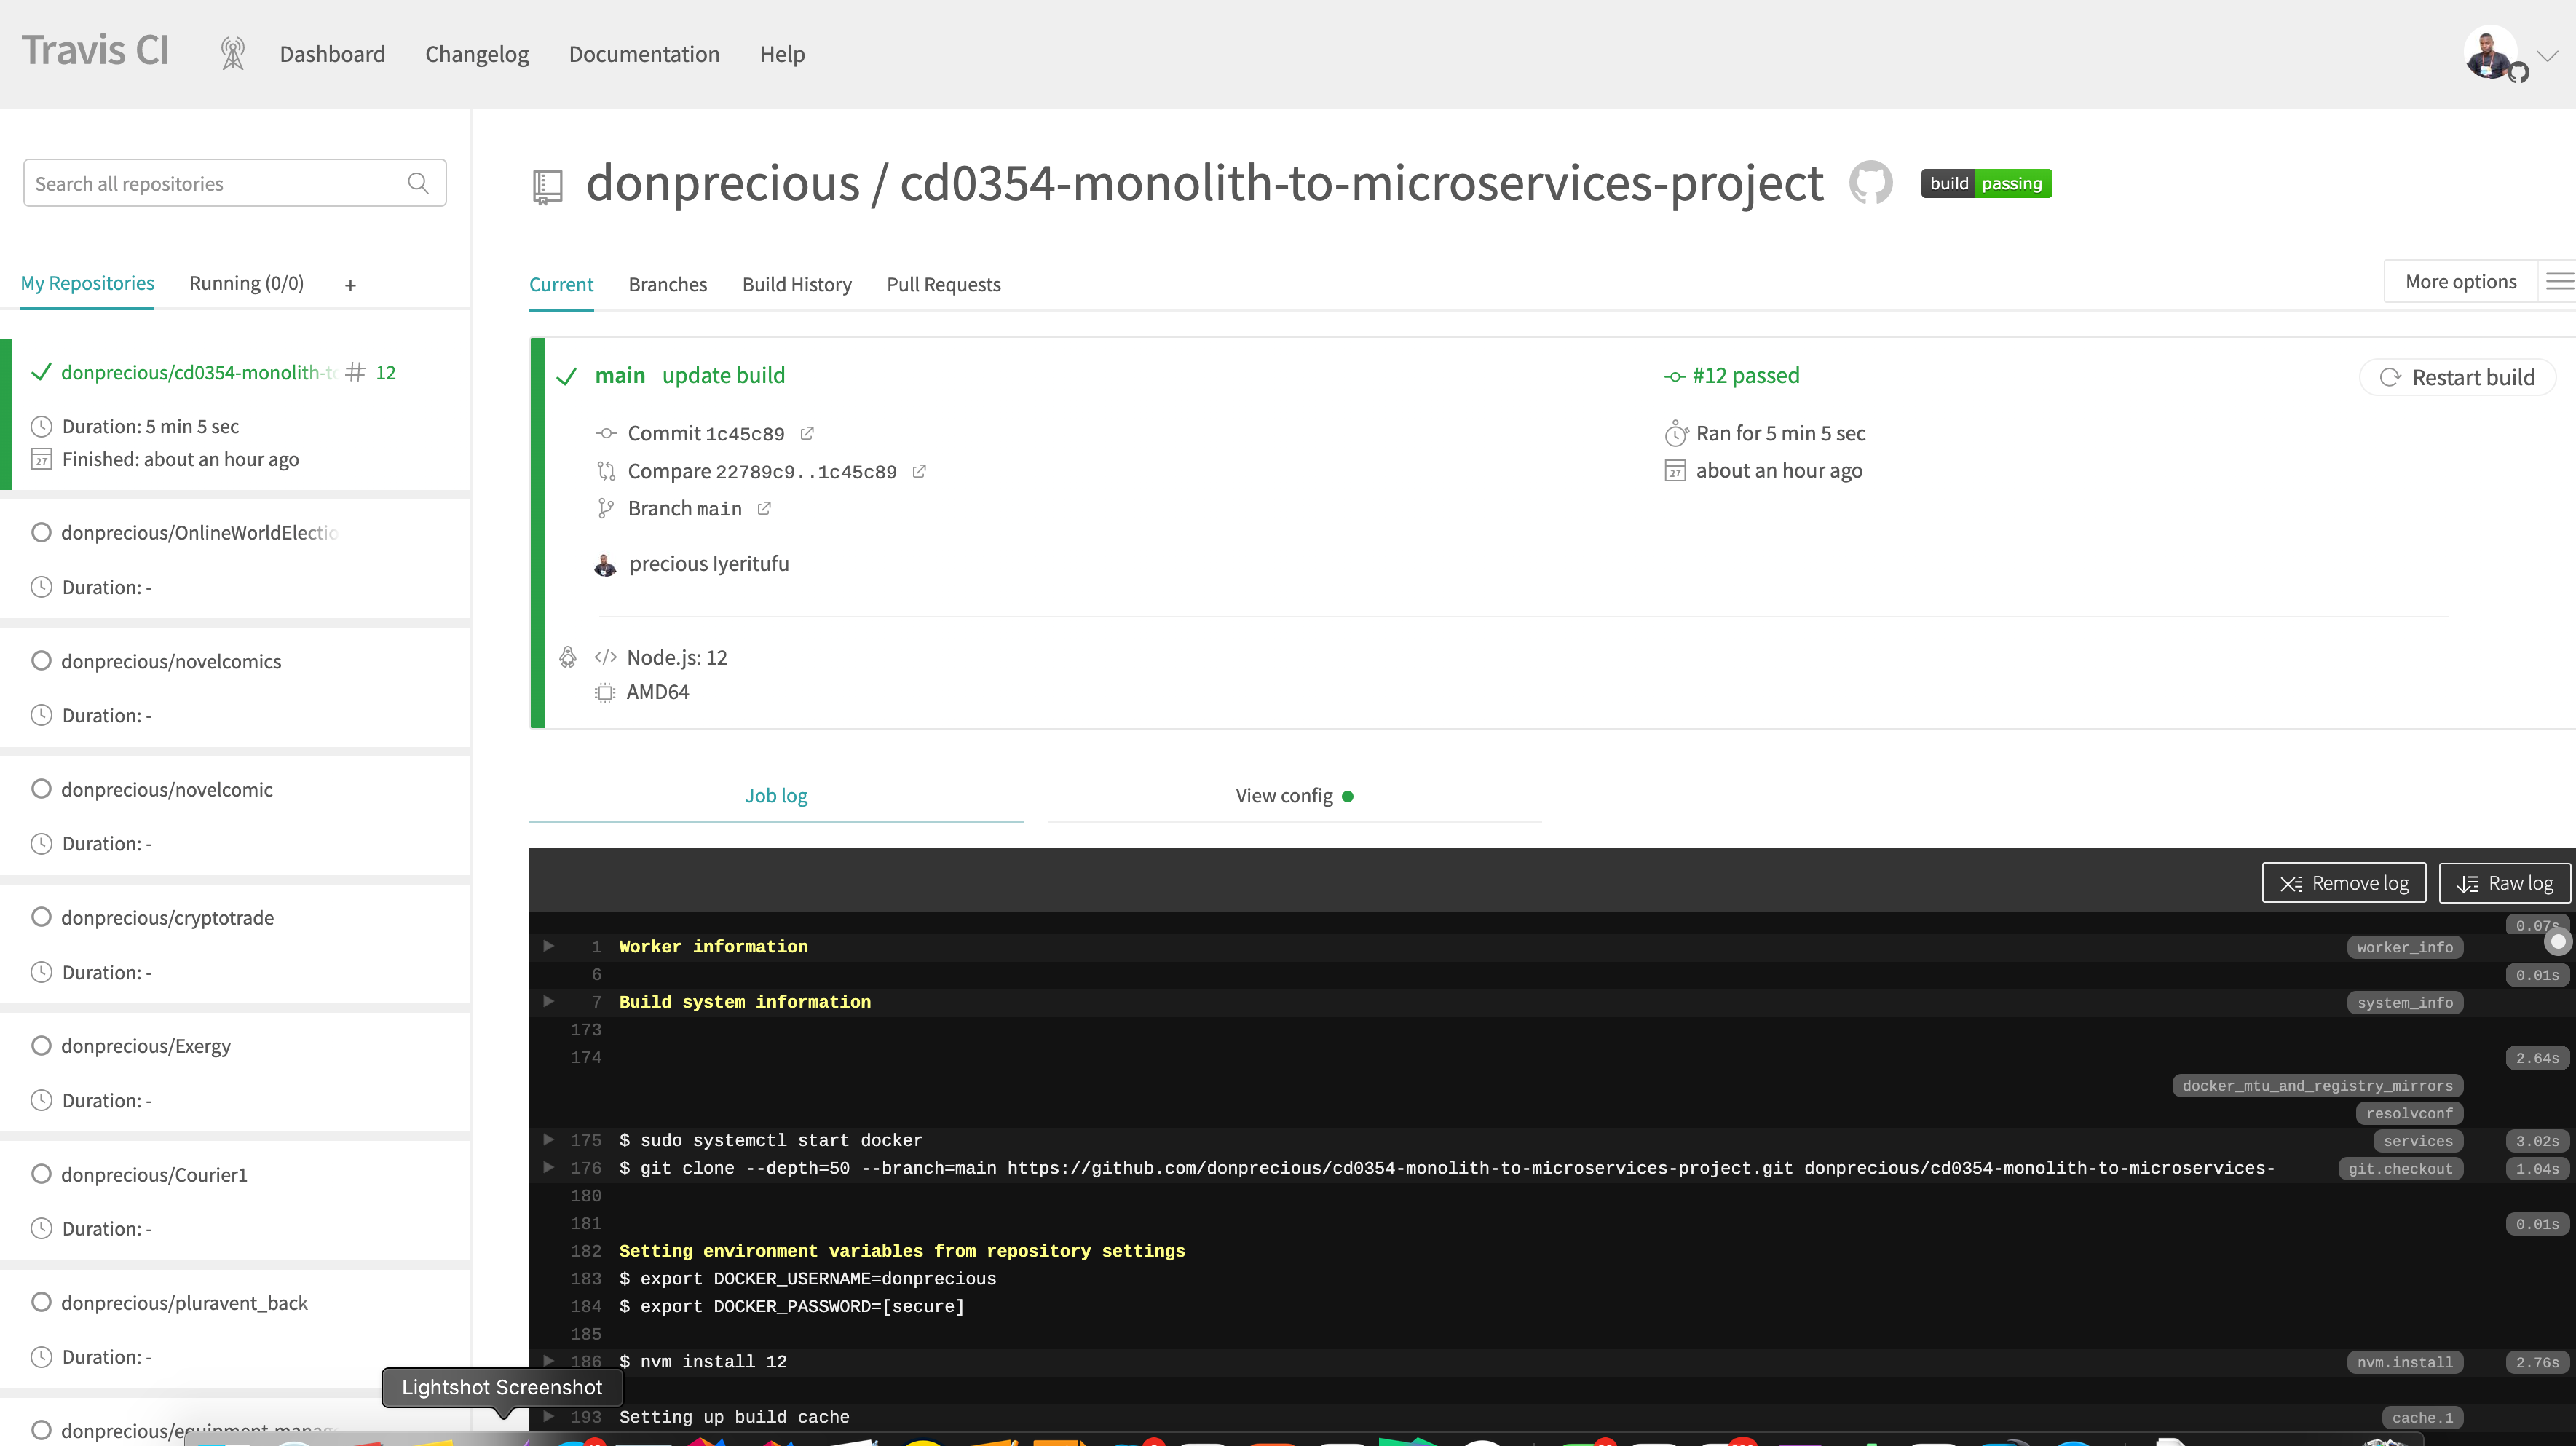 Travis CI
Dashboard
Changelog
Documentation
Help
Search all repositories
My Repositories
Running (0/0)
+
donprecious/cd0354-monolith-to
# 12
Duration: 5 min 5 sec
27 Finished: about an hour ago
donprecious/OnlineWorldElectio
Duration: -
donprecious/novelcomics
Duration: -
donprecious/novelcomic
Duration: -
donprecious/cryptotrade
Duration: -
donprecious/Exergy
Duration: -
donprecious/Courier1
Duration: -
donprecious/pluravent_back
Duration: -
donprecious/equipment-manag
donprecious / cd0354-monolith-to-microservices-project
build passing
Current
Branches
Build History
Pull Requests
More options
main update build
#12 passed
Restart build
Commit 1c45c89
Ran for 5 min 5 sec
Compare 22789c9..1c45c89
27 about an hour ago
Branch main
precious Iyeritufu
</> Node.js: 12
AMD64
Job log
View config
Remove log
Raw log
0.07s
1 Worker information worker_info
6 0.01s
7 Build system information system_info
173
174 2.64s
docker_mtu_and_registry_mirrors
resolvconf
175 $ sudo systemctl start docker services 3.02s
176 $ git clone --depth=50 --branch=main https://github.com/donprecious/cd0354-monolith-to-microservices-project.git donprecious/cd0354-monolith-to-microservices- git.checkout 1.04s
180
181 0.01s
182 Setting environment variables from repository settings
183 $ export DOCKER_USERNAME=donprecious
184 $ export DOCKER_PASSWORD=[secure]
185
186 $ nvm install 12 nvm.install 2.76s
193 Setting up build cache cache.1
Lightshot Screenshot